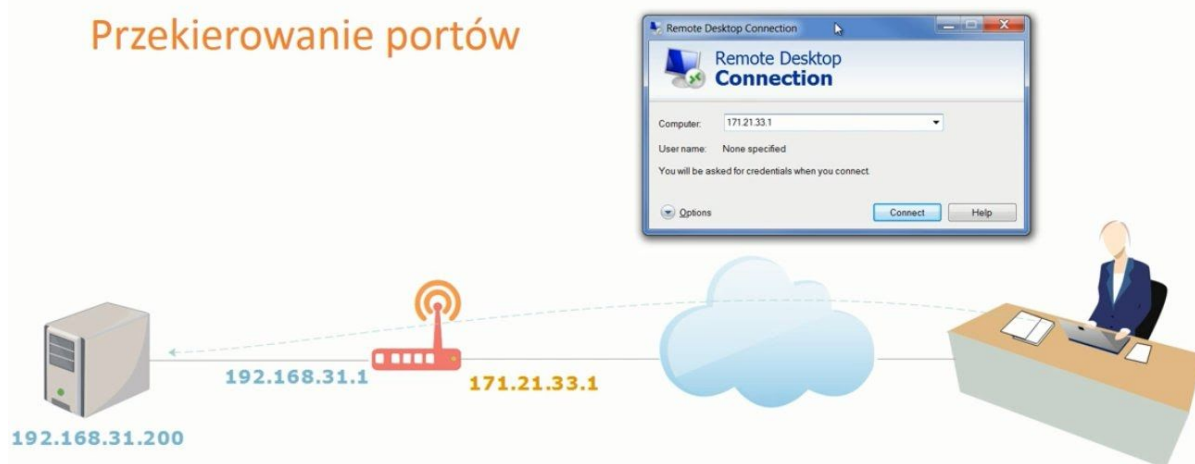 Przekierowanie portów
Remote Desktop Connection
Remote Desktop
Connection
Computer: 171.21.33.1
User name: None specified
You will be asked for credentials when you connect.
Options
Connect
Help
192.168.31.1
171.21.33.1
192.168.31.200